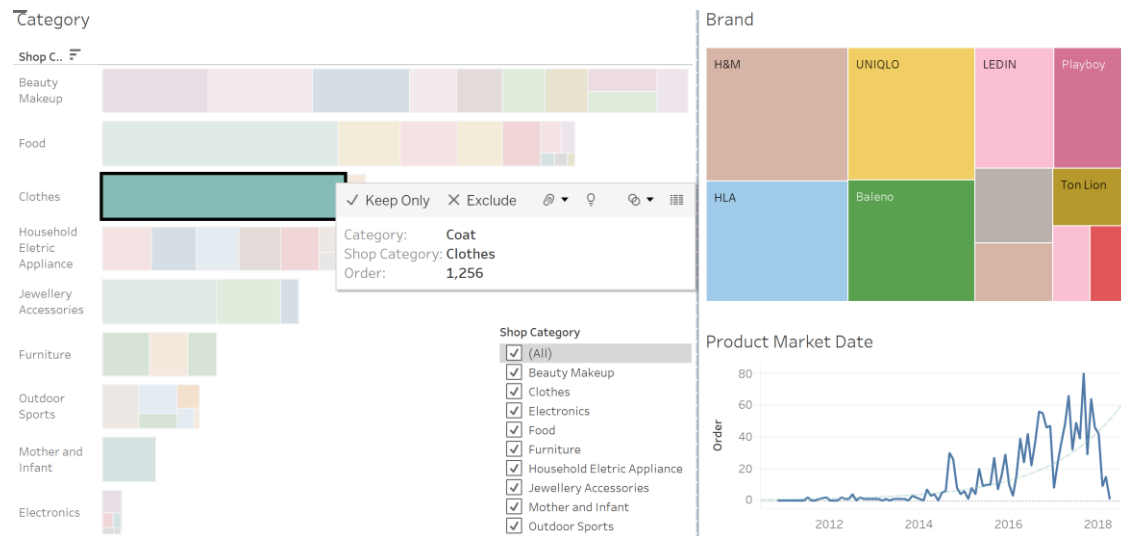 Category
Shop C..
Beauty
Makeup
Food
Clothes
Household
Eletric
Appliance
Jewellery
Accessories
Furniture
Outdoor
Sports
Mother and
Infant
Electronics
Keep Only Exclude
Category: Coat
Shop Category: Clothes
Order: 1,256
Shop Category
(All)
Beauty Makeup
Clothes
Electronics
Food
Furniture
Household Eletric Appliance
Jewellery Accessories
Mother and Infant
Outdoor Sports
Brand
H&M UNIQLO LEDIN Playboy
HLA Baleno Ton Lion
Product Market Date
Order
80
60
40
20
0
2012 2014 2016 2018